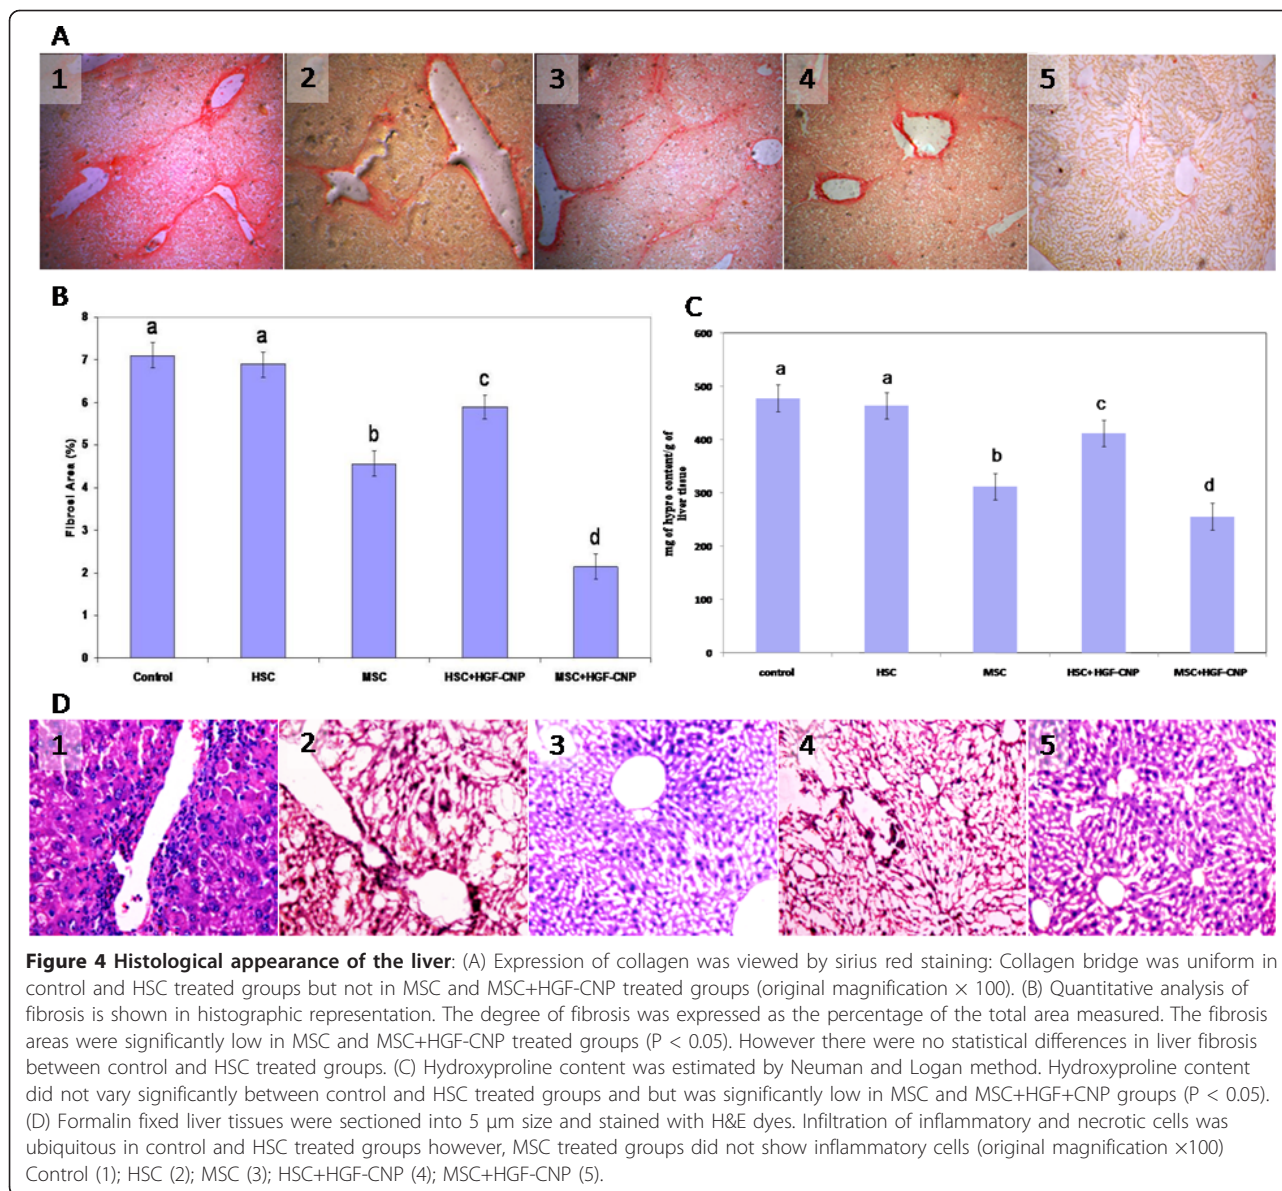 A
1
2
3
4
5
B
Fibrosl Area (%)
8
7
6
5
4
3
2
1
0
a
a
b
c
d
Control
HSC
MSC
HSC+HGF-CNP
MSC+HGF-CNP
C
mg of hypro content/g of
liver tissue
600
500
400
300
200
100
0
a
a
b
c
d
control
HSC
MSC
HSC+HGF-CNP
MSC+HGF-CNP
D
1
2
3
4
5
Figure 4 Histological appearance of the liver: (A) Expression of collagen was viewed by sirius red staining: Collagen bridge was uniform in
control and HSC treated groups but not in MSC and MSC+HGF-CNP treated groups (original magnification × 100). (B) Quantitative analysis of
fibrosis is shown in histographic representation. The degree of fibrosis was expressed as the percentage of the total area measured. The fibrosis
areas were significantly low in MSC and MSC+HGF-CNP treated groups (P < 0.05). However there were no statistical differences in liver fibrosis
between control and HSC treated groups. (C) Hydroxyproline content was estimated by Neuman and Logan method. Hydroxyproline content
did not vary significantly between control and HSC treated groups and but was significantly low in MSC and MSC+HGF+CNP groups (P < 0.05).
(D) Formalin fixed liver tissues were sectioned into 5 μm size and stained with H&E dyes. Infiltration of inflammatory and necrotic cells was
ubiquitous in control and HSC treated groups however, MSC treated groups did not show inflammatory cells (original magnification ×100)
Control (1); HSC (2); MSC (3); HSC+HGF-CNP (4); MSC+HGF-CNP (5).